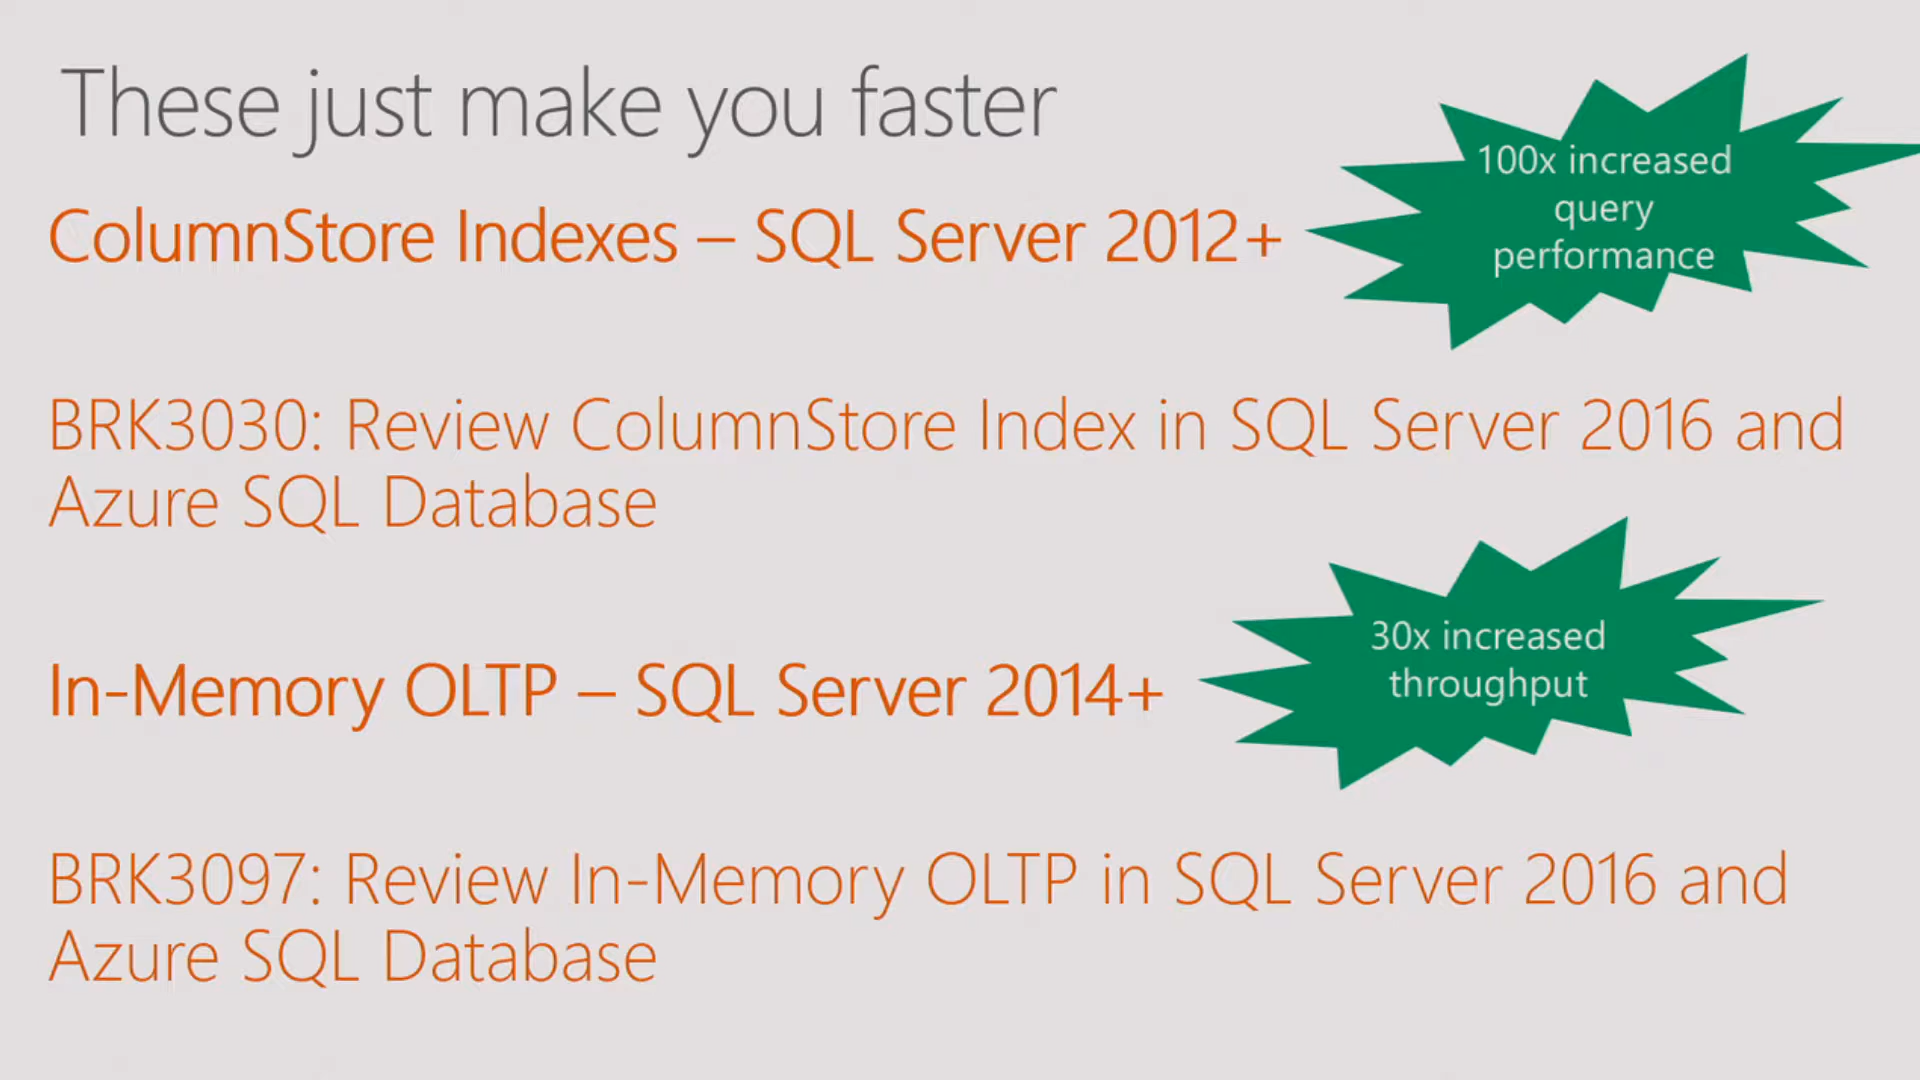 These just make you faster
ColumnStore Indexes – SQL Server 2012+
100x increased
query
performance
BRK3030: Review ColumnStore Index in SQL Server 2016 and
Azure SQL Database
In-Memory OLTP – SQL Server 2014+
30x increased
throughput
BRK3097: Review In-Memory OLTP in SQL Server 2016 and
Azure SQL Database